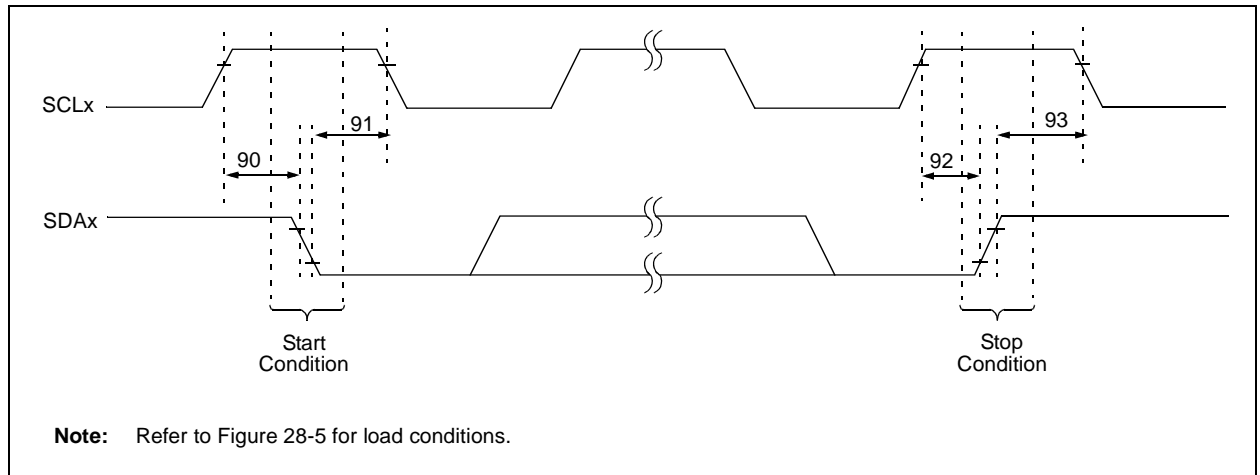 SCLx
91
93
90
92
SDAx
Start
Condition
Stop
Condition
Note: Refer to Figure 28-5 for load conditions.